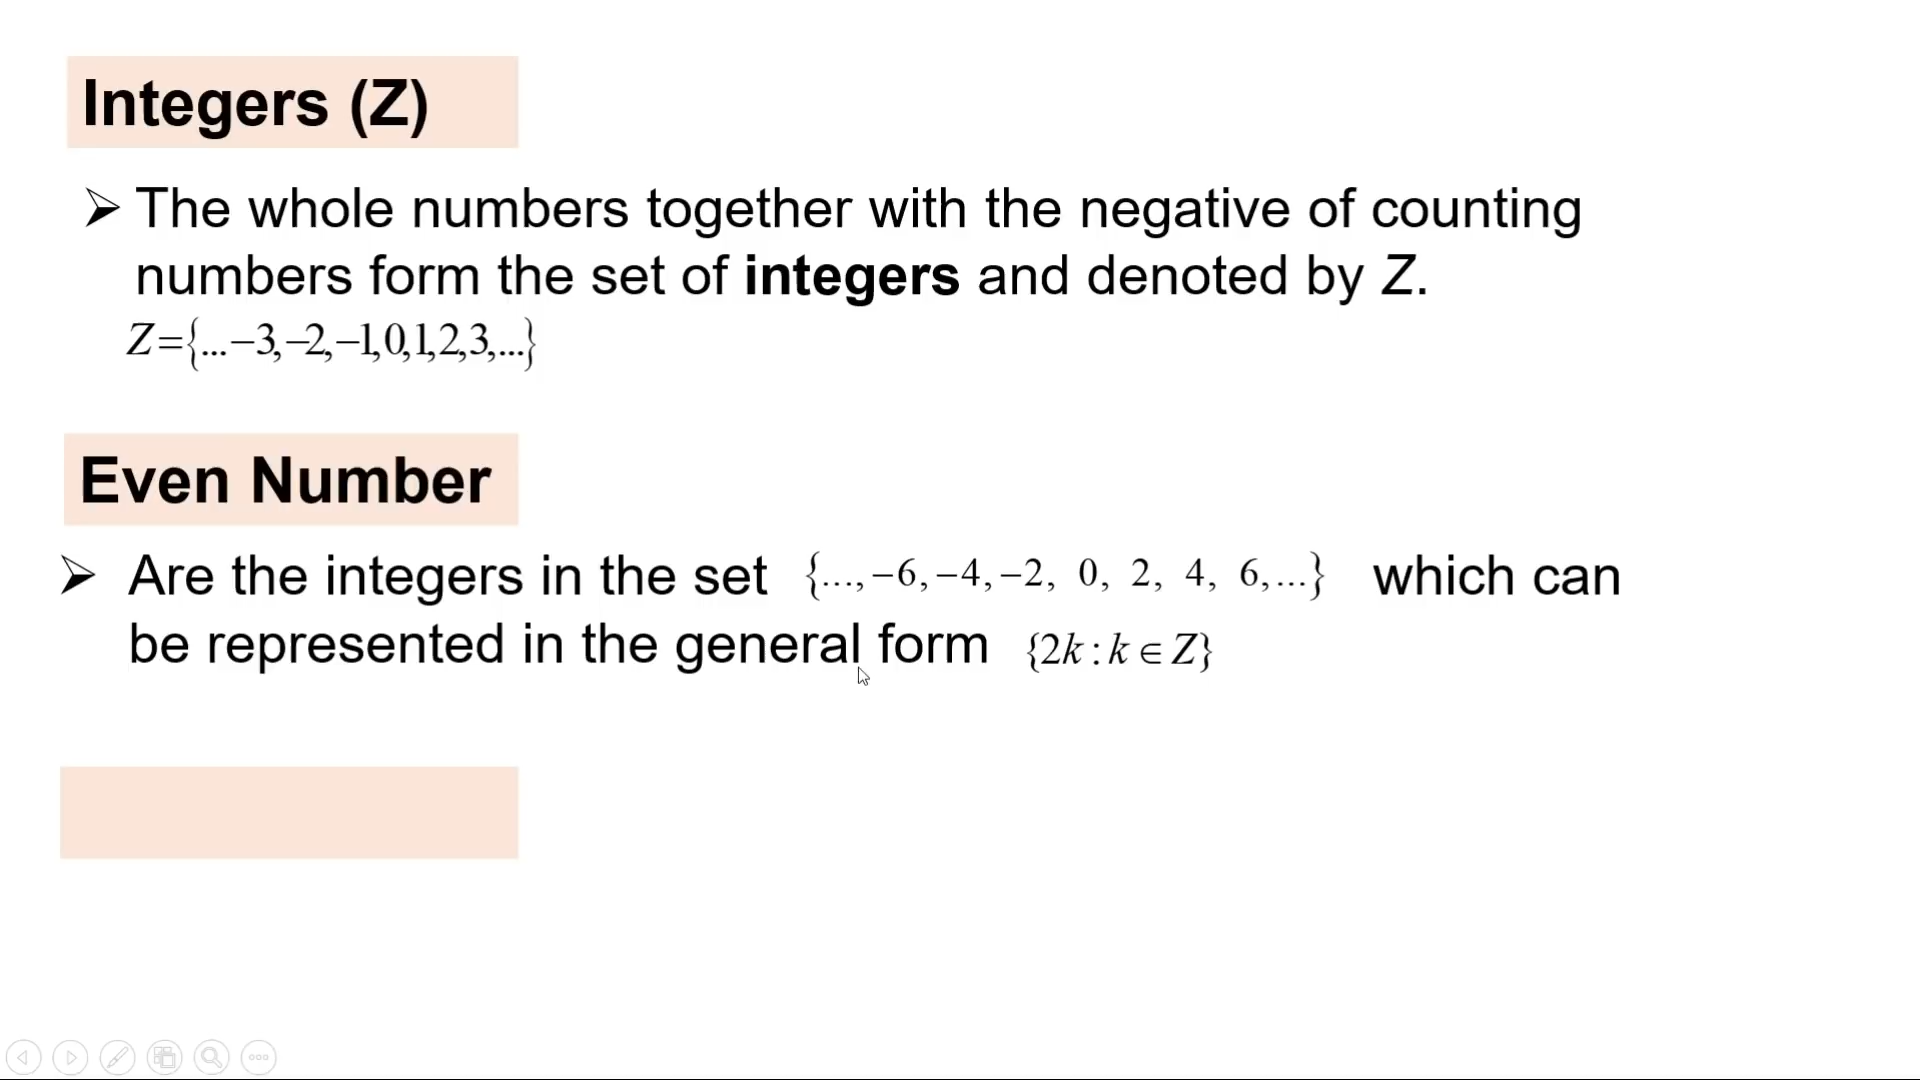 Integers (Z)
➢ The whole numbers together with the negative of counting
numbers form the set of integers and denoted by Z.
Z={...−3,−2,−1,0,1,2,3,...}
Even Number
➢ Are the integers in the set {...,−6,−4,−2, 0, 2, 4, 6,...} which can
be represented in the general form {2k:k∈Z}